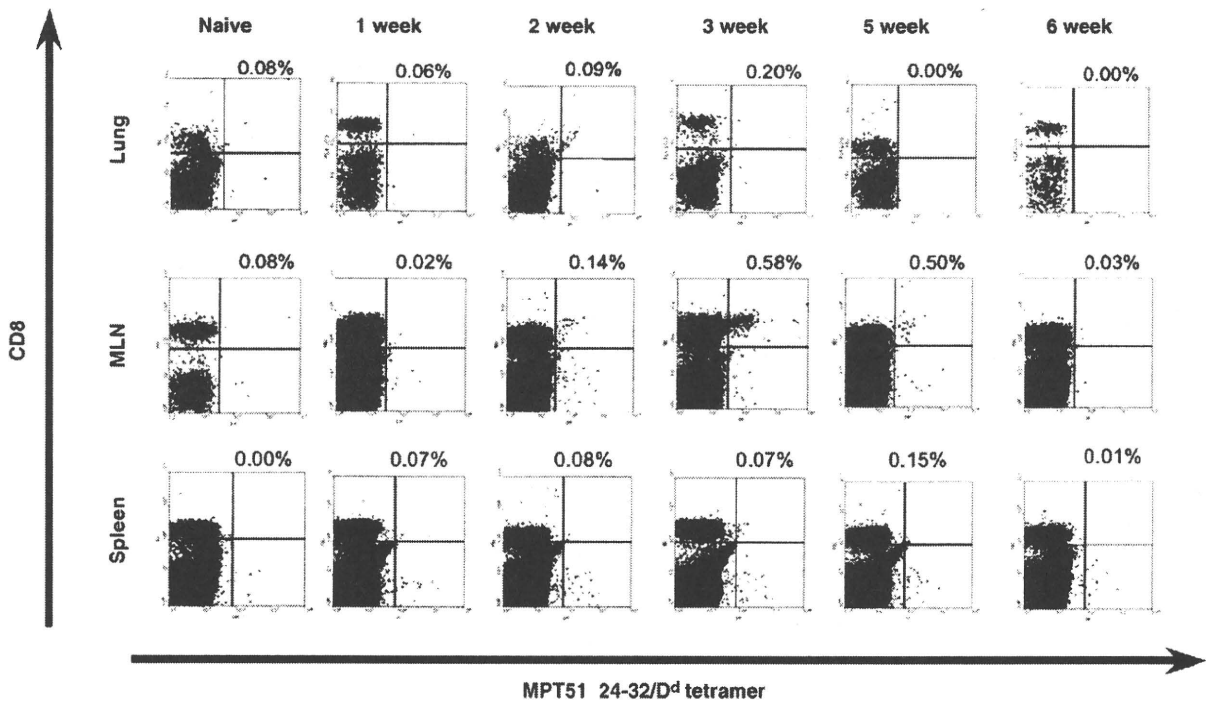 Naive 1 week 2 week 3 week 5 week 6 week
0.08% 0.06% 0.09% 0.20% 0.00% 0.00%
Lung
0.08% 0.02% 0.14% 0.58% 0.50% 0.03%
MLN
CD8
0.00% 0.07% 0.08% 0.07% 0.15% 0.01%
Spleen
MPT51 24-32/Dᵈ tetramer